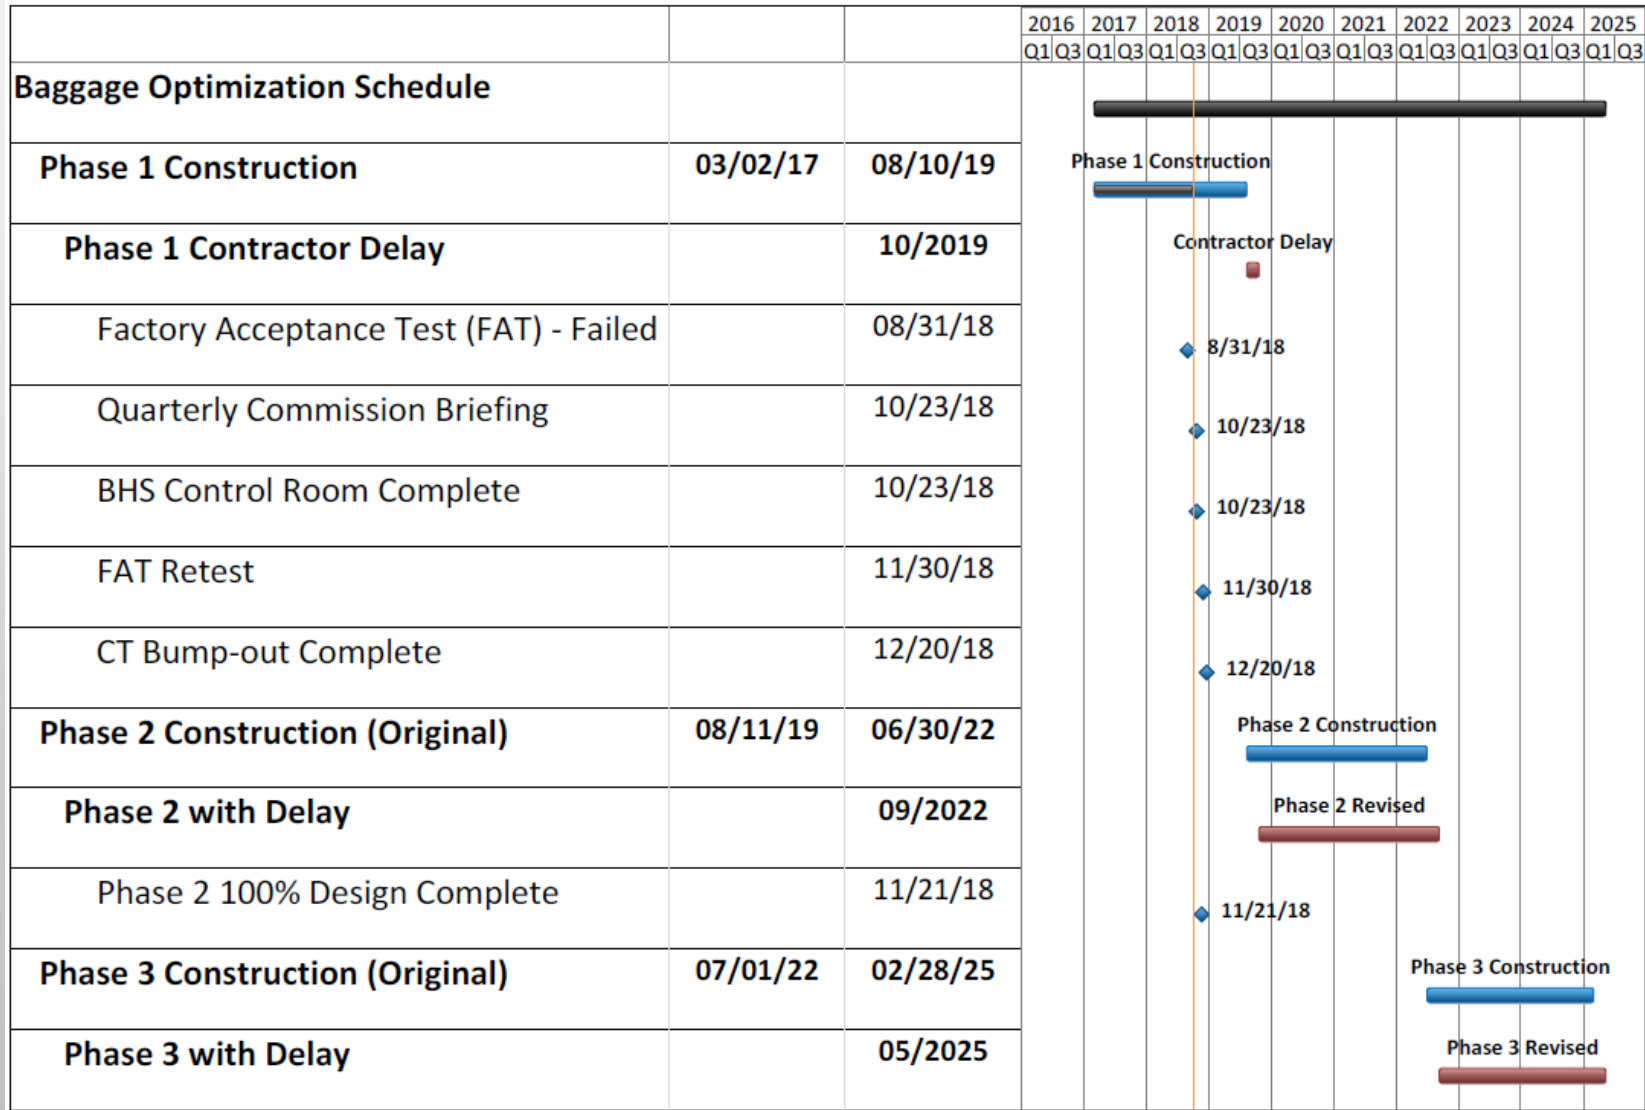 2016 2017 2018 2019 2020 2021 2022 2023 2024 2025
Q1 Q3 Q1 Q3 Q1 Q3 Q1 Q3 Q1 Q3 Q1 Q3 Q1 Q3 Q1 Q3 Q1 Q3 Q1 Q3
Baggage Optimization Schedule
Phase 1 Construction 03/02/17 08/10/19 Phase 1 Construction
Phase 1 Contractor Delay 10/2019 Contractor Delay
Factory Acceptance Test (FAT) - Failed 08/31/18 8/31/18
Quarterly Commission Briefing 10/23/18 10/23/18
BHS Control Room Complete 10/23/18 10/23/18
FAT Retest 11/30/18 11/30/18
CT Bump-out Complete 12/20/18 12/20/18
Phase 2 Construction (Original) 08/11/19 06/30/22 Phase 2 Construction
Phase 2 with Delay 09/2022 Phase 2 Revised
Phase 2 100% Design Complete 11/21/18 11/21/18
Phase 3 Construction (Original) 07/01/22 02/28/25 Phase 3 Construction
Phase 3 with Delay 05/2025 Phase 3 Revised